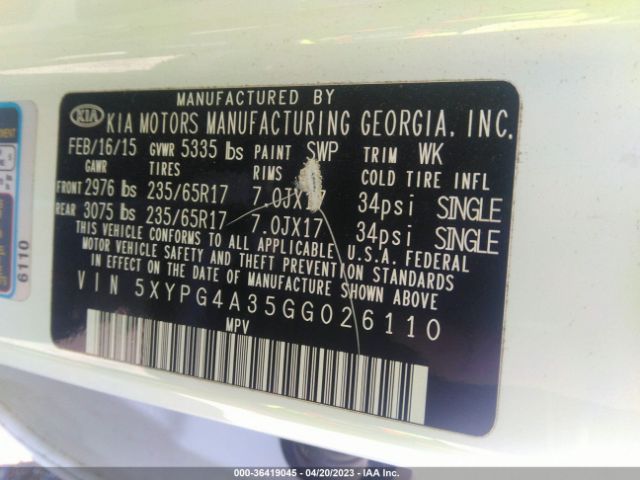 MANUFACTURED BY
KIA KIA MOTORS MANUFACTURING GEORGIA, INC.
FEB/16/15 GVWR 5335 lbs PAINT SWP TRIM WK
GAWR TIRES RIMS COLD TIRE INFL
FRONT 2976 lbs 235/65R17 7.0JX17 34psi SINGLE
REAR 3075 lbs 235/65R17 7.0JX17 34psi SINGLE
THIS VEHICLE CONFORMS TO ALL APPLICABLE U.S.A. FEDERAL
MOTOR VEHICLE SAFETY AND THEFT PREVENTION STANDARDS
IN EFFECT ON THE DATE OF MANUFACTURE SHOWN ABOVE
VIN 5XYPG4A35GG026110
MPV
6110
000-36419045 - 04/20/2023 - IAA Inc.